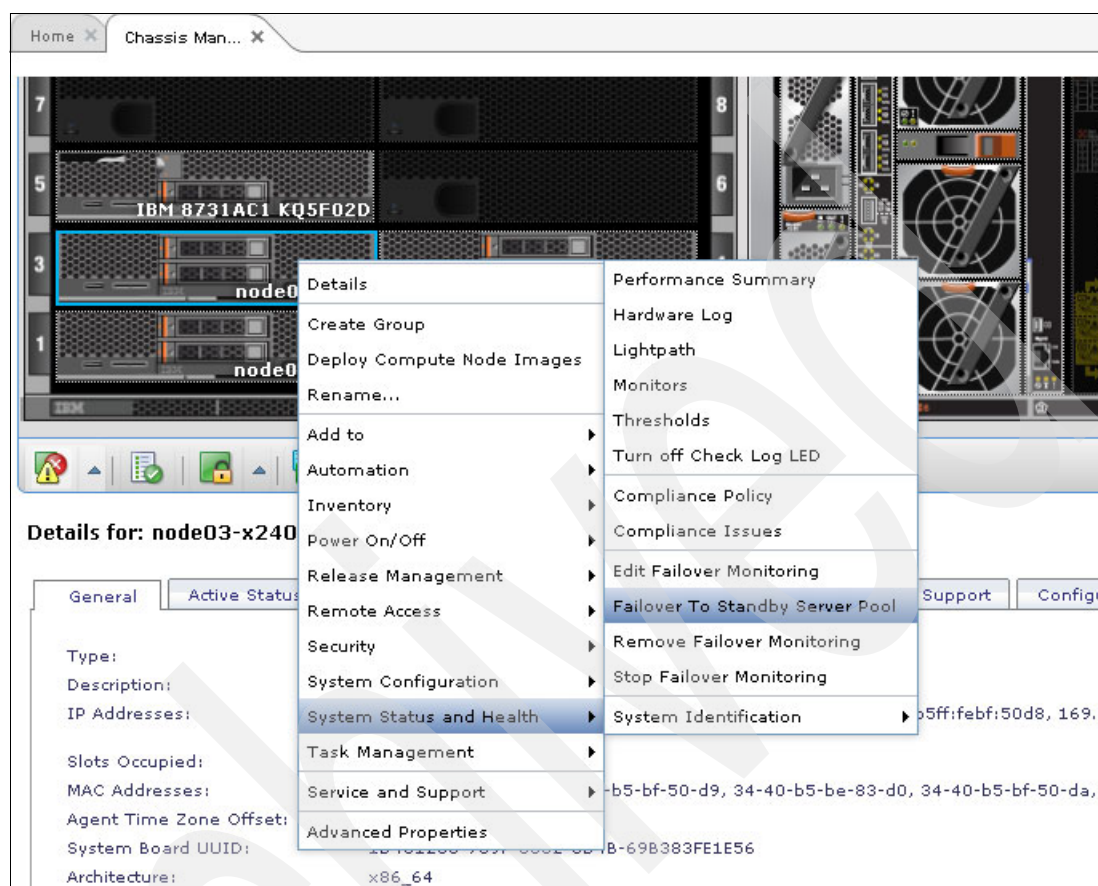 Home
Chassis Man...
7
8
5
6
IBM 8731AC1 KQ5F02D
3
node0
1
node0
IBM
Details
Create Group
Deploy Compute Node Images
Rename...
Add to
Automation
Inventory
Power On/Off
Release Management
Remote Access
Security
System Configuration
System Status and Health
Task Management
Service and Support
Advanced Properties
Performance Summary
Hardware Log
Lightpath
Monitors
Thresholds
Turn off Check Log LED
Compliance Policy
Compliance Issues
Edit Failover Monitoring
Failover To Standby Server Pool
Remove Failover Monitoring
Stop Failover Monitoring
System Identification
Details for: node03-x240
General
Active Status
Support
Config
Type:
Description:
IP Addresses: 5ff:febf:50d8, 169.
Slots Occupied:
MAC Addresses: -b5-bf-50-d9, 34-40-b5-be-83-d0, 34-40-b5-bf-50-da,
Agent Time Zone Offset:
System Board UUID: B-69B383FE1E56
Architecture: x86_64